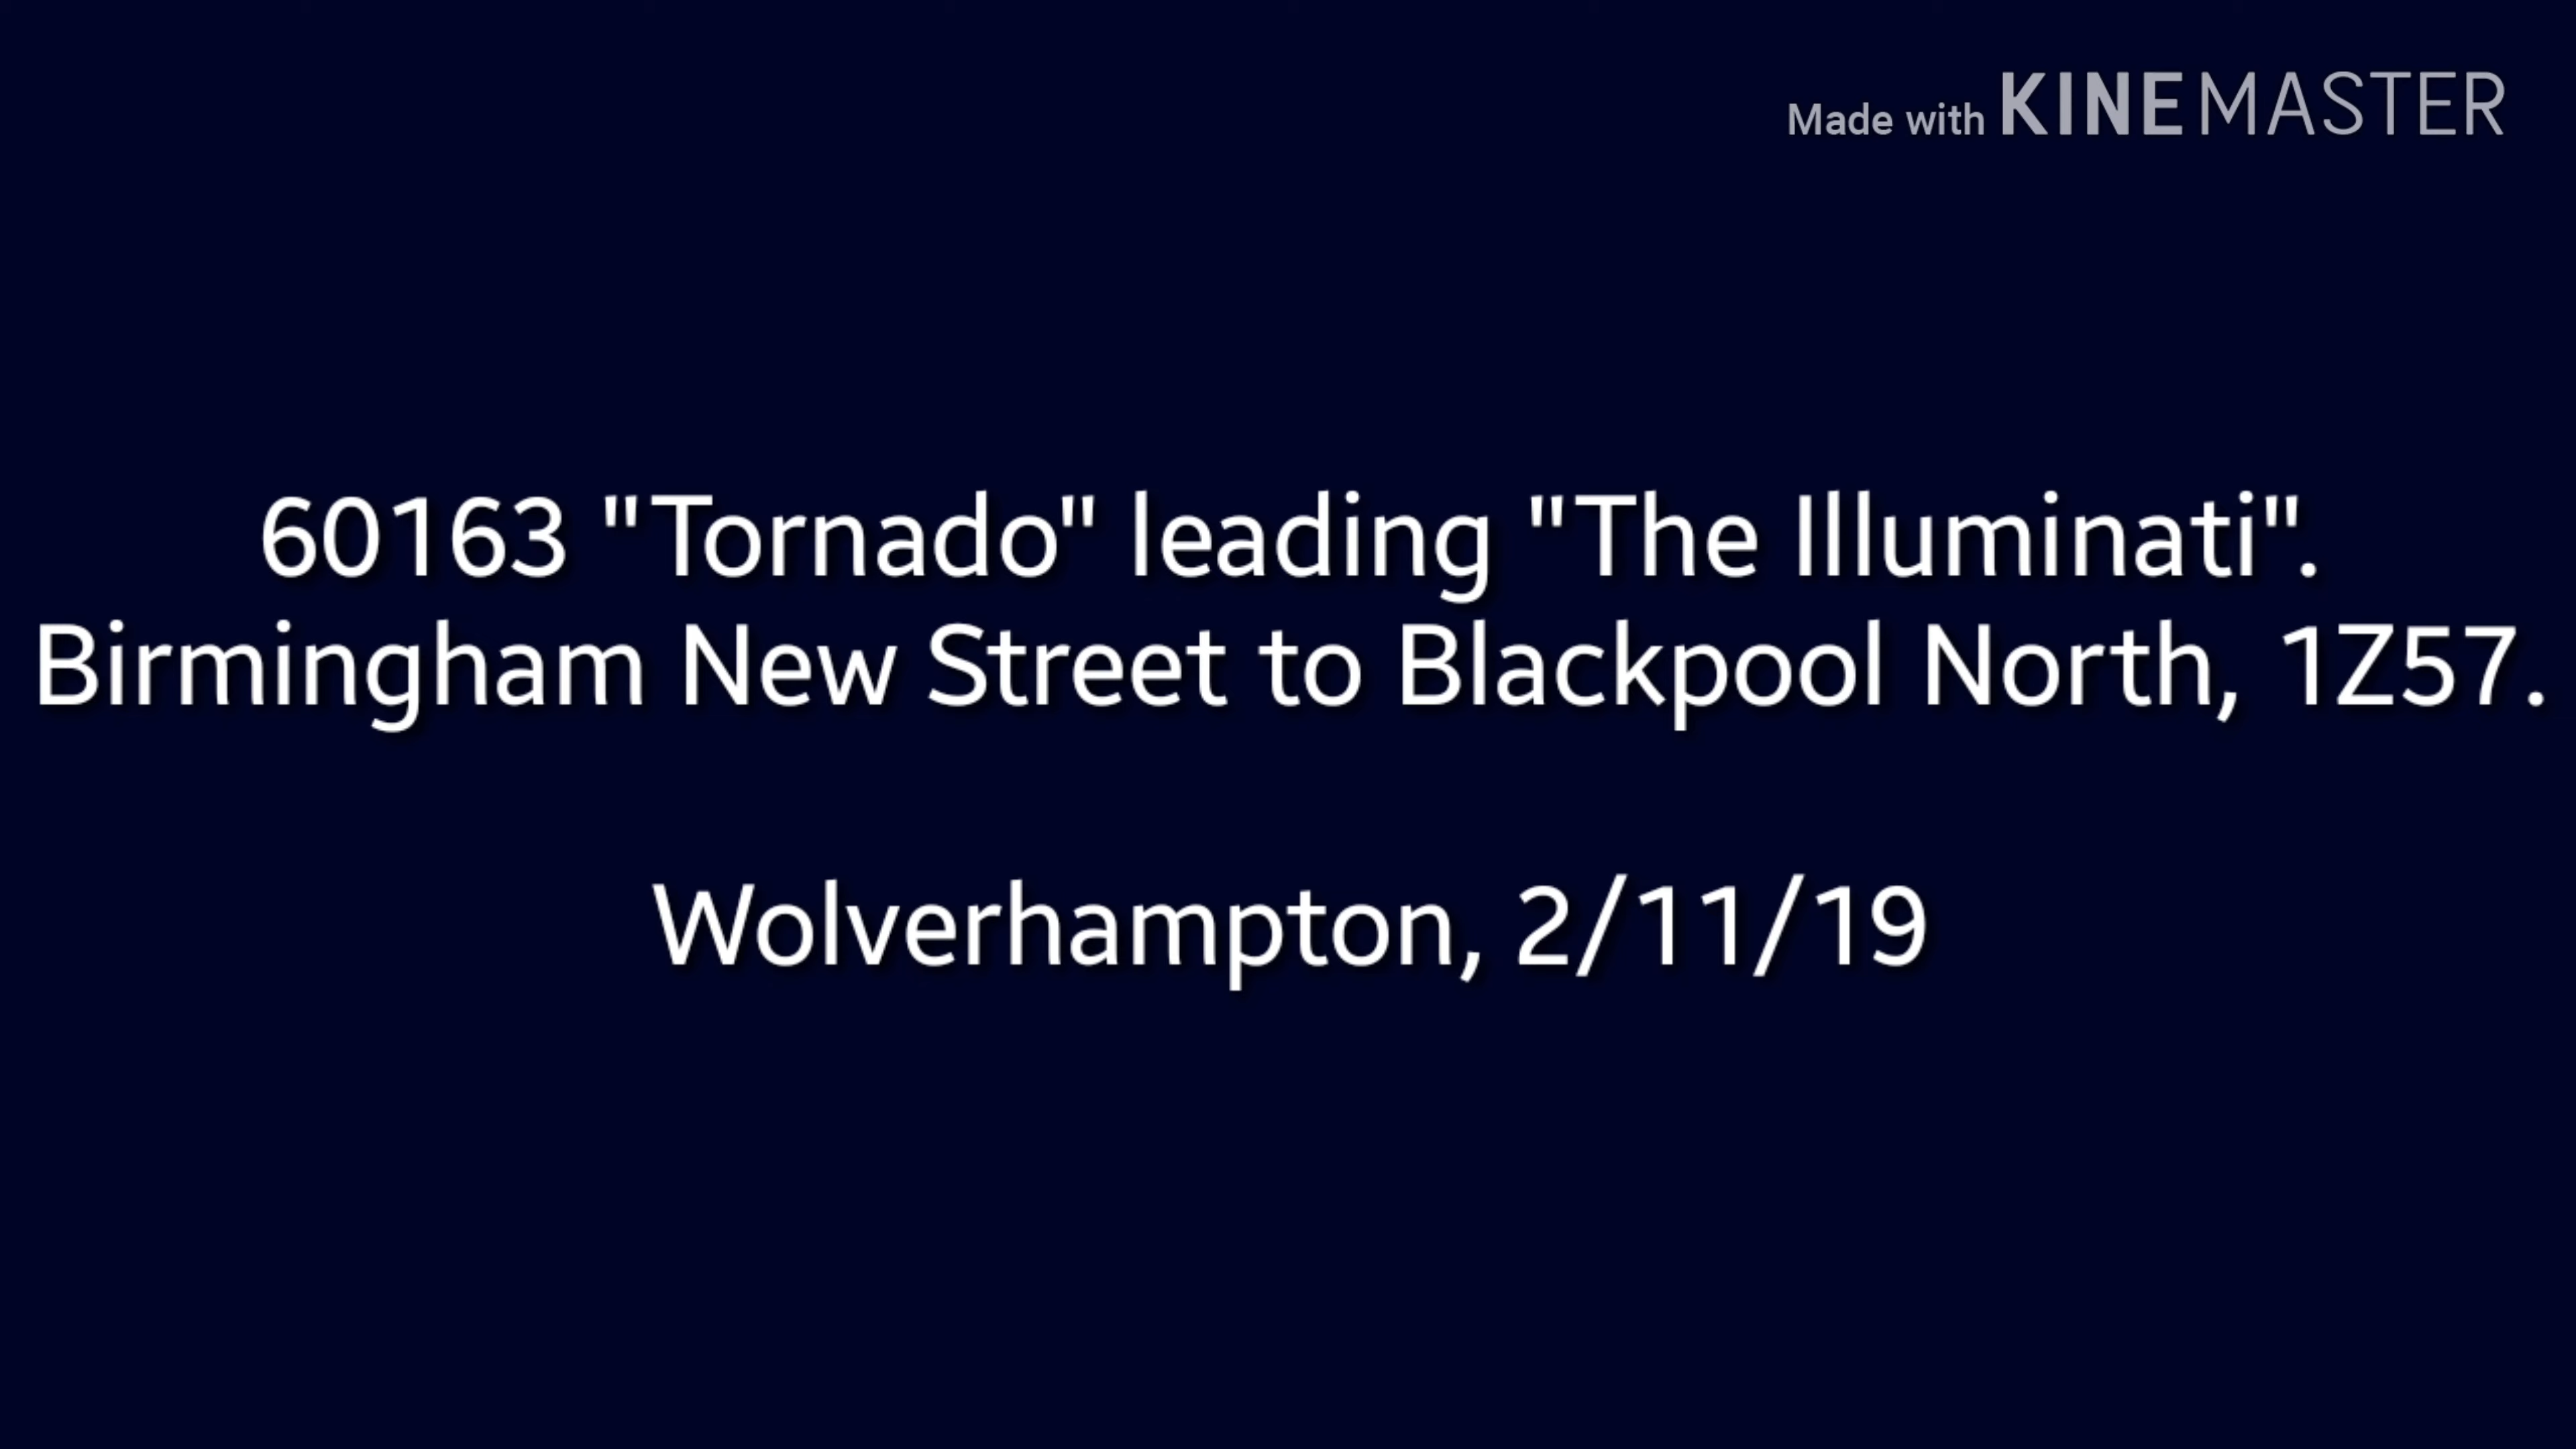 Made with KINEMASTER
60163 "Tornado" leading "The Illuminati".
Birmingham New Street to Blackpool North, 1Z57.
Wolverhampton, 2/11/19